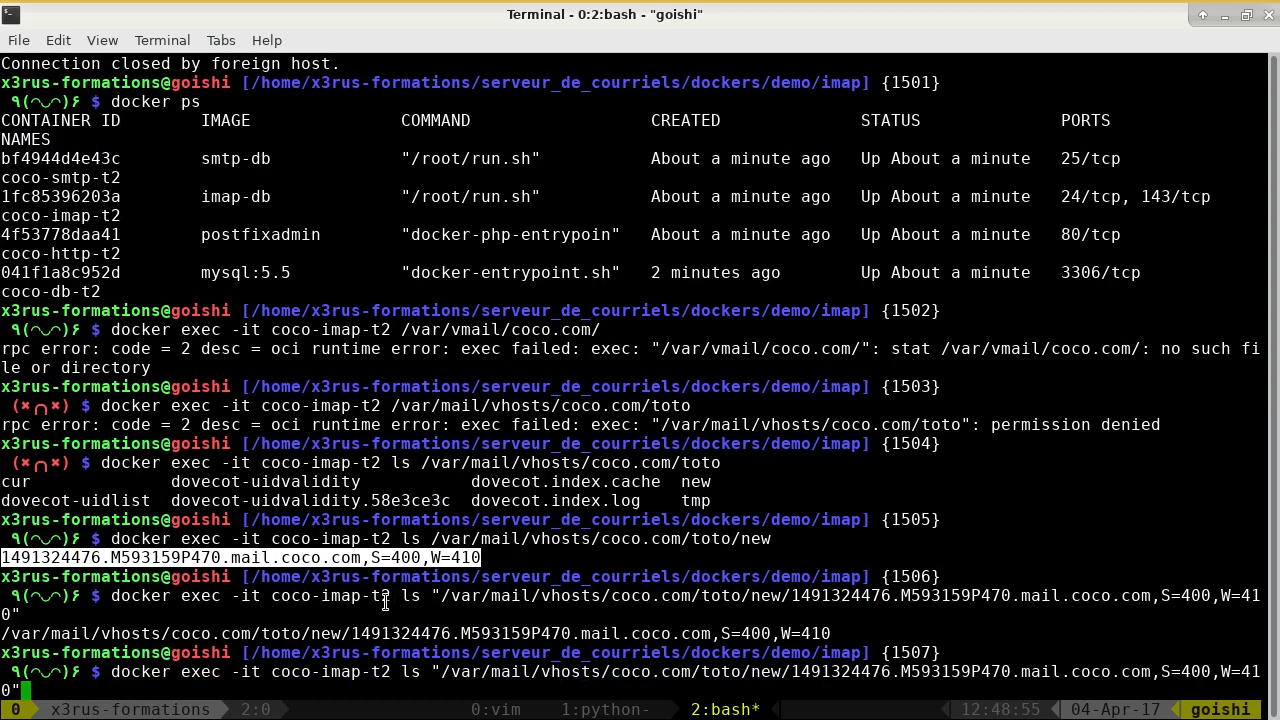 Terminal - 0:2:bash - "goishi"
File Edit View Terminal Tabs Help
Connection closed by foreign host.
x3rus-formations@goishi [/home/x3rus-formations/serveur_de_courriels/dockers/demo/imap] {1501}
٩(◠◡◠)۶ $ docker ps
CONTAINER ID IMAGE COMMAND CREATED STATUS PORTS
NAMES
bf4944d4e43c smtp-db "/root/run.sh" About a minute ago Up About a minute 25/tcp
coco-smtp-t2
1fc85396203a imap-db "/root/run.sh" About a minute ago Up About a minute 24/tcp, 143/tcp
coco-imap-t2
4f53778daa41 postfixadmin "docker-php-entrypoin" About a minute ago Up About a minute 80/tcp
coco-http-t2
041f1a8c952d mysql:5.5 "docker-entrypoint.sh" 2 minutes ago Up About a minute 3306/tcp
coco-db-t2
x3rus-formations@goishi [/home/x3rus-formations/serveur_de_courriels/dockers/demo/imap] {1502}
٩(◠◡◠)۶ $ docker exec -it coco-imap-t2 /var/vmail/coco.com/
rpc error: code = 2 desc = oci runtime error: exec failed: exec: "/var/vmail/coco.com/": stat /var/vmail/coco.com/: no such fi
le or directory
x3rus-formations@goishi [/home/x3rus-formations/serveur_de_courriels/dockers/demo/imap] {1503}
(✖╭╮✖) $ docker exec -it coco-imap-t2 /var/mail/vhosts/coco.com/toto
rpc error: code = 2 desc = oci runtime error: exec failed: exec: "/var/mail/vhosts/coco.com/toto": permission denied
x3rus-formations@goishi [/home/x3rus-formations/serveur_de_courriels/dockers/demo/imap] {1504}
(✖╭╮✖) $ docker exec -it coco-imap-t2 ls /var/mail/vhosts/coco.com/toto
cur dovecot-uidvalidity dovecot.index.cache new
dovecot-uidlist dovecot-uidvalidity.58e3ce3c dovecot.index.log tmp
x3rus-formations@goishi [/home/x3rus-formations/serveur_de_courriels/dockers/demo/imap] {1505}
٩(◠◡◠)۶ $ docker exec -it coco-imap-t2 ls /var/mail/vhosts/coco.com/toto/new
1491324476.M593159P470.mail.coco.com,S=400,W=410
x3rus-formations@goishi [/home/x3rus-formations/serveur_de_courriels/dockers/demo/imap] {1506}
٩(◠◡◠)۶ $ docker exec -it coco-imap-t2 ls "/var/mail/vhosts/coco.com/toto/new/1491324476.M593159P470.mail.coco.com,S=400,W=41
0"
/var/mail/vhosts/coco.com/toto/new/1491324476.M593159P470.mail.coco.com,S=400,W=410
x3rus-formations@goishi [/home/x3rus-formations/serveur_de_courriels/dockers/demo/imap] {1507}
٩(◠◡◠)۶ $ docker exec -it coco-imap-t2 ls "/var/mail/vhosts/coco.com/toto/new/1491324476.M593159P470.mail.coco.com,S=400,W=41
0"
0 x3rus-formations 2:0 0:vim 1:python- 2:bash* 12:48:55 04-Apr-17 goishi